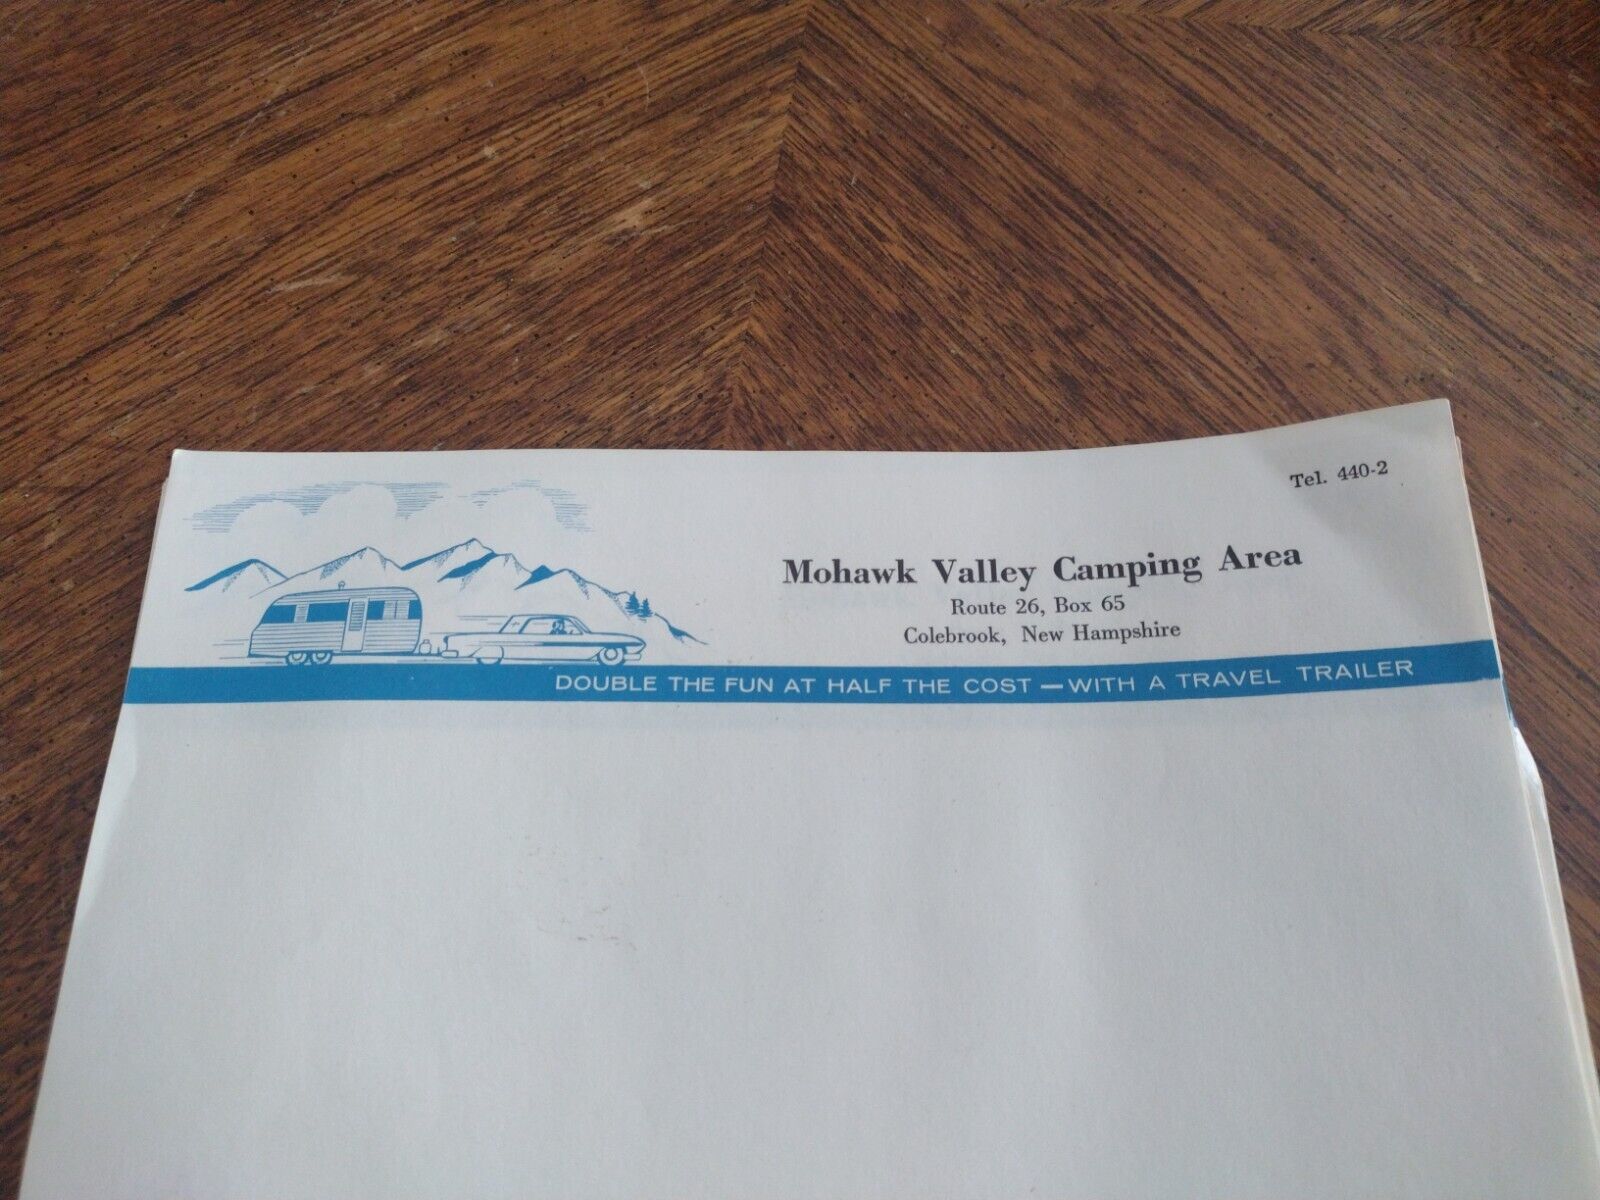 Tel. 440-2
Mohawk Valley Camping Area
Route 26, Box 65
Colebrook, New Hampshire
DOUBLE THE FUN AT HALF THE COST — WITH A TRAVEL TRAILER